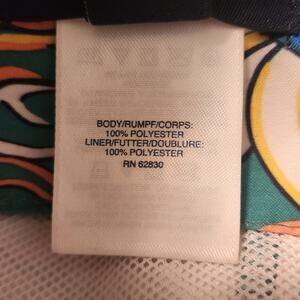 BODY/RUMPF/CORPS:
100% POLYESTER
LINER/FUTTER/DOUBLURE:
100% POLYESTER
RN 62830